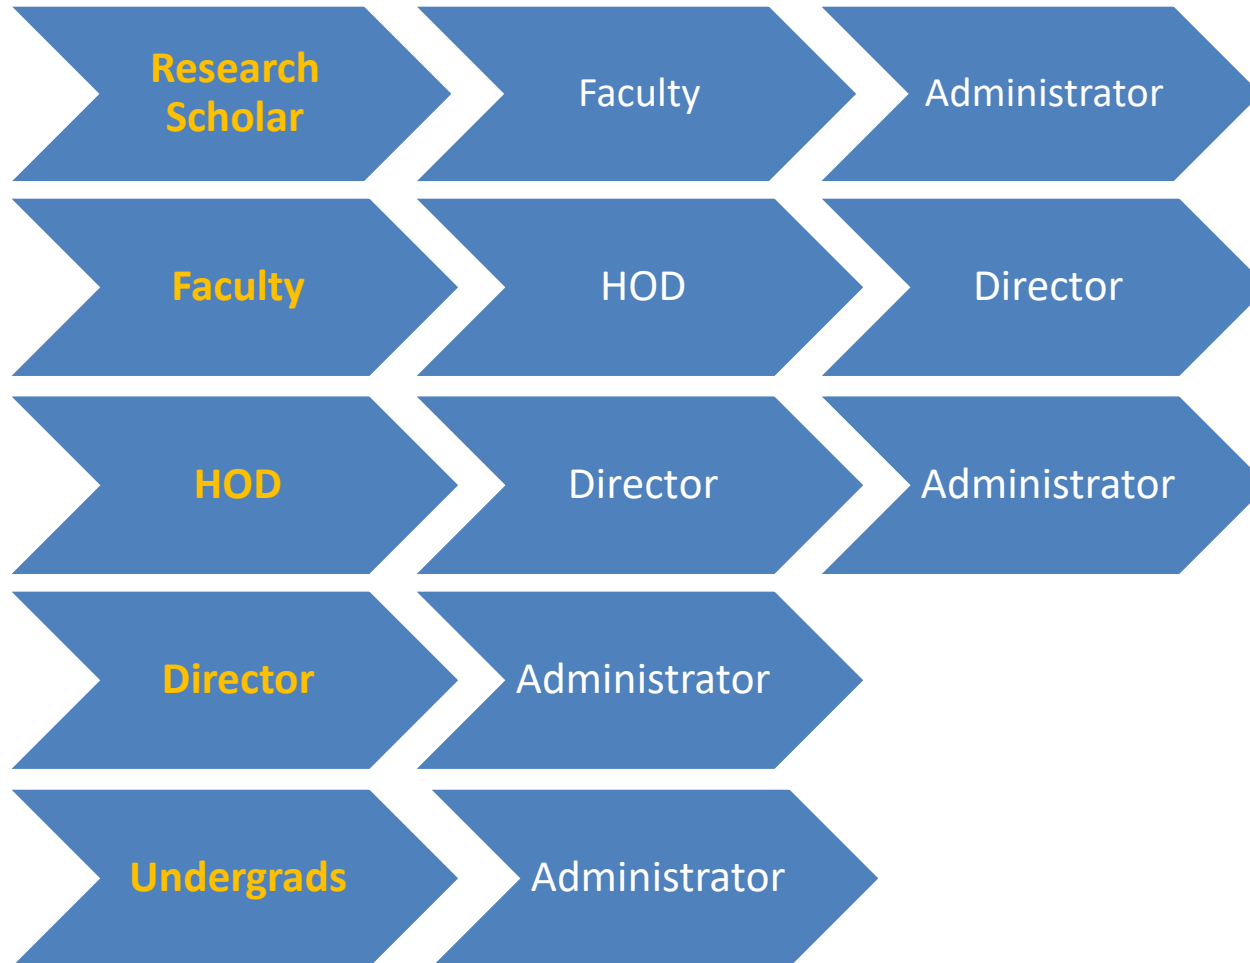 Research
Scholar
Faculty
Administrator
Faculty
HOD
Director
HOD
Director
Administrator
Director
Administrator
Undergrads
Administrator